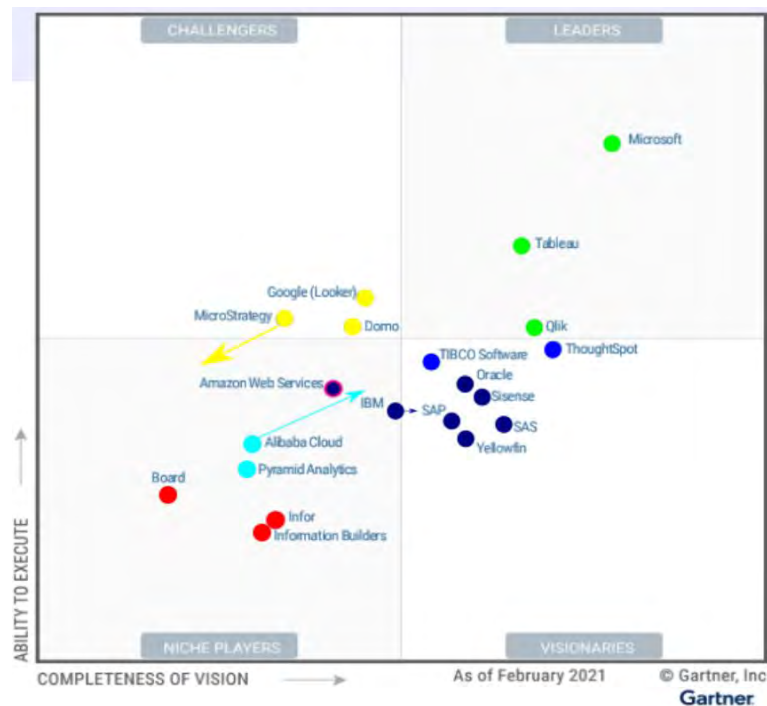 CHALLENGERS
LEADERS
Microsoft
Tableau
Google (Looker)
MicroStrategy
Domo
Qlik
ThoughtSpot
TIBCO Software
Oracle
Amazon Web Services
Sisense
IBM
SAP
SAS
Yellowfin
Alibaba Cloud
Pyramid Analytics
Board
Infor
Information Builders
ABILITY TO EXECUTE
NICHE PLAYERS
VISIONARIES
COMPLETENESS OF VISION
As of February 2021
© Gartner, Inc
Gartner